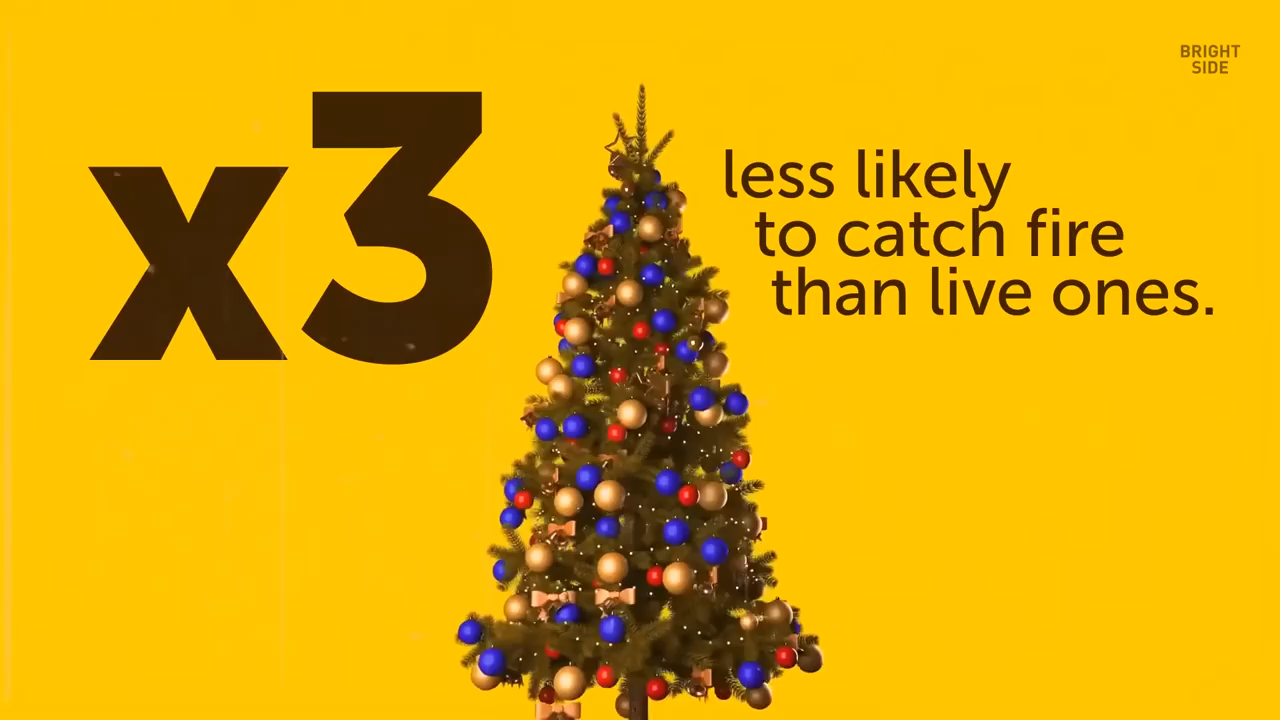 x3
less likely
to catch fire
than live ones.
BRIGHT
SIDE